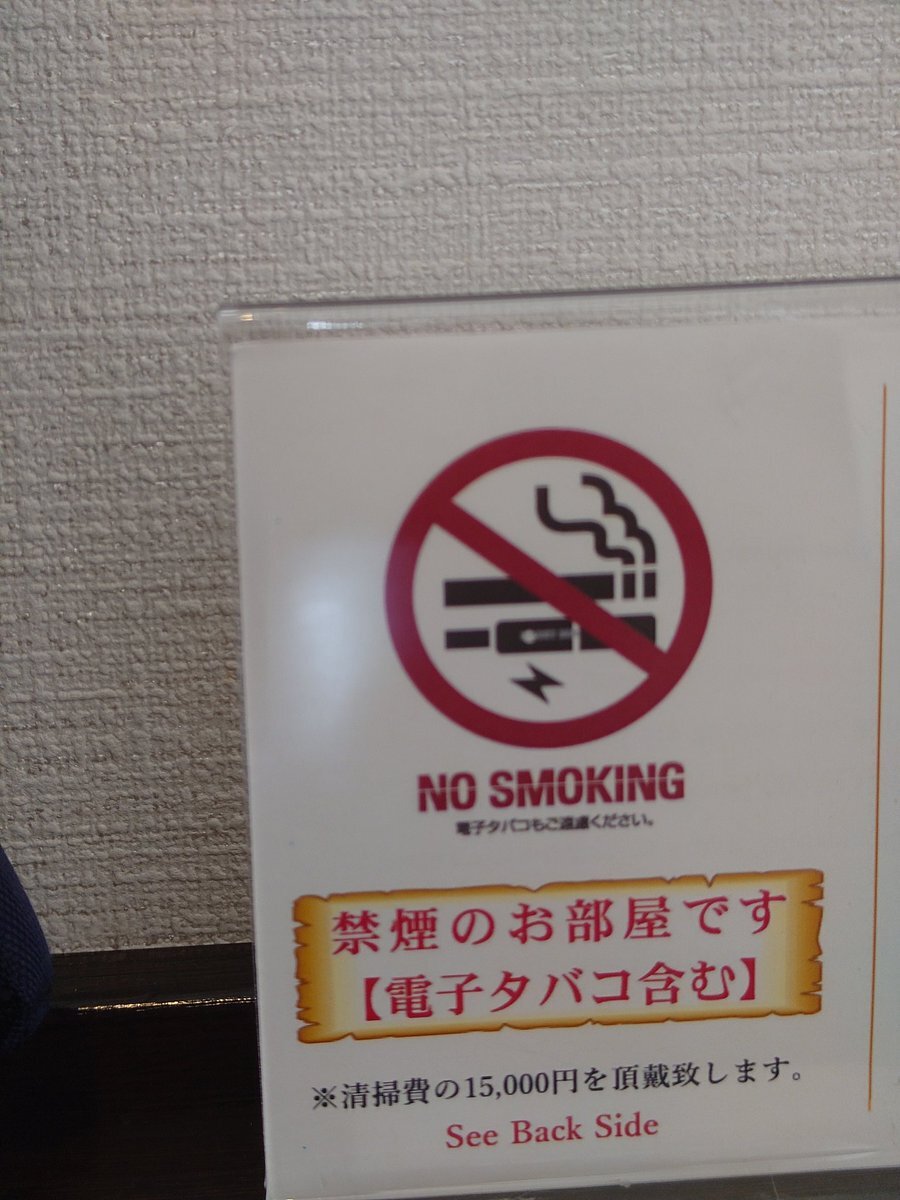 NO SMOKING
電子タバコもご遠慮ください。
禁煙のお部屋です
【電子タバコ含む】
※清掃費の15,000円を頂戴致します。
See Back Side